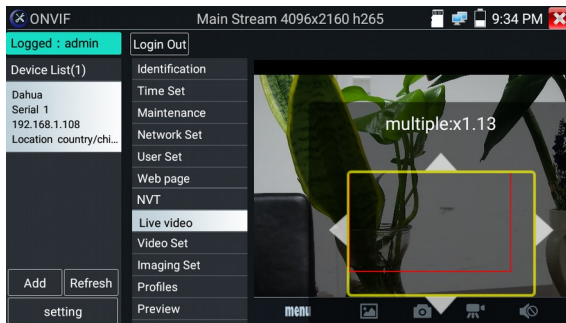 ONVIF
Main Stream 4096x2160 h265
9:34 PM
Logged : admin
Login Out
Device List(1)
Dahua
Serial 1
192.168.1.108
Location country/chi...
Identification
Time Set
Maintenance
Network Set
User Set
Web page
NVT
Live video
Video Set
Imaging Set
Profiles
Preview
multiple:x1.13
Add
Refresh
setting
menu